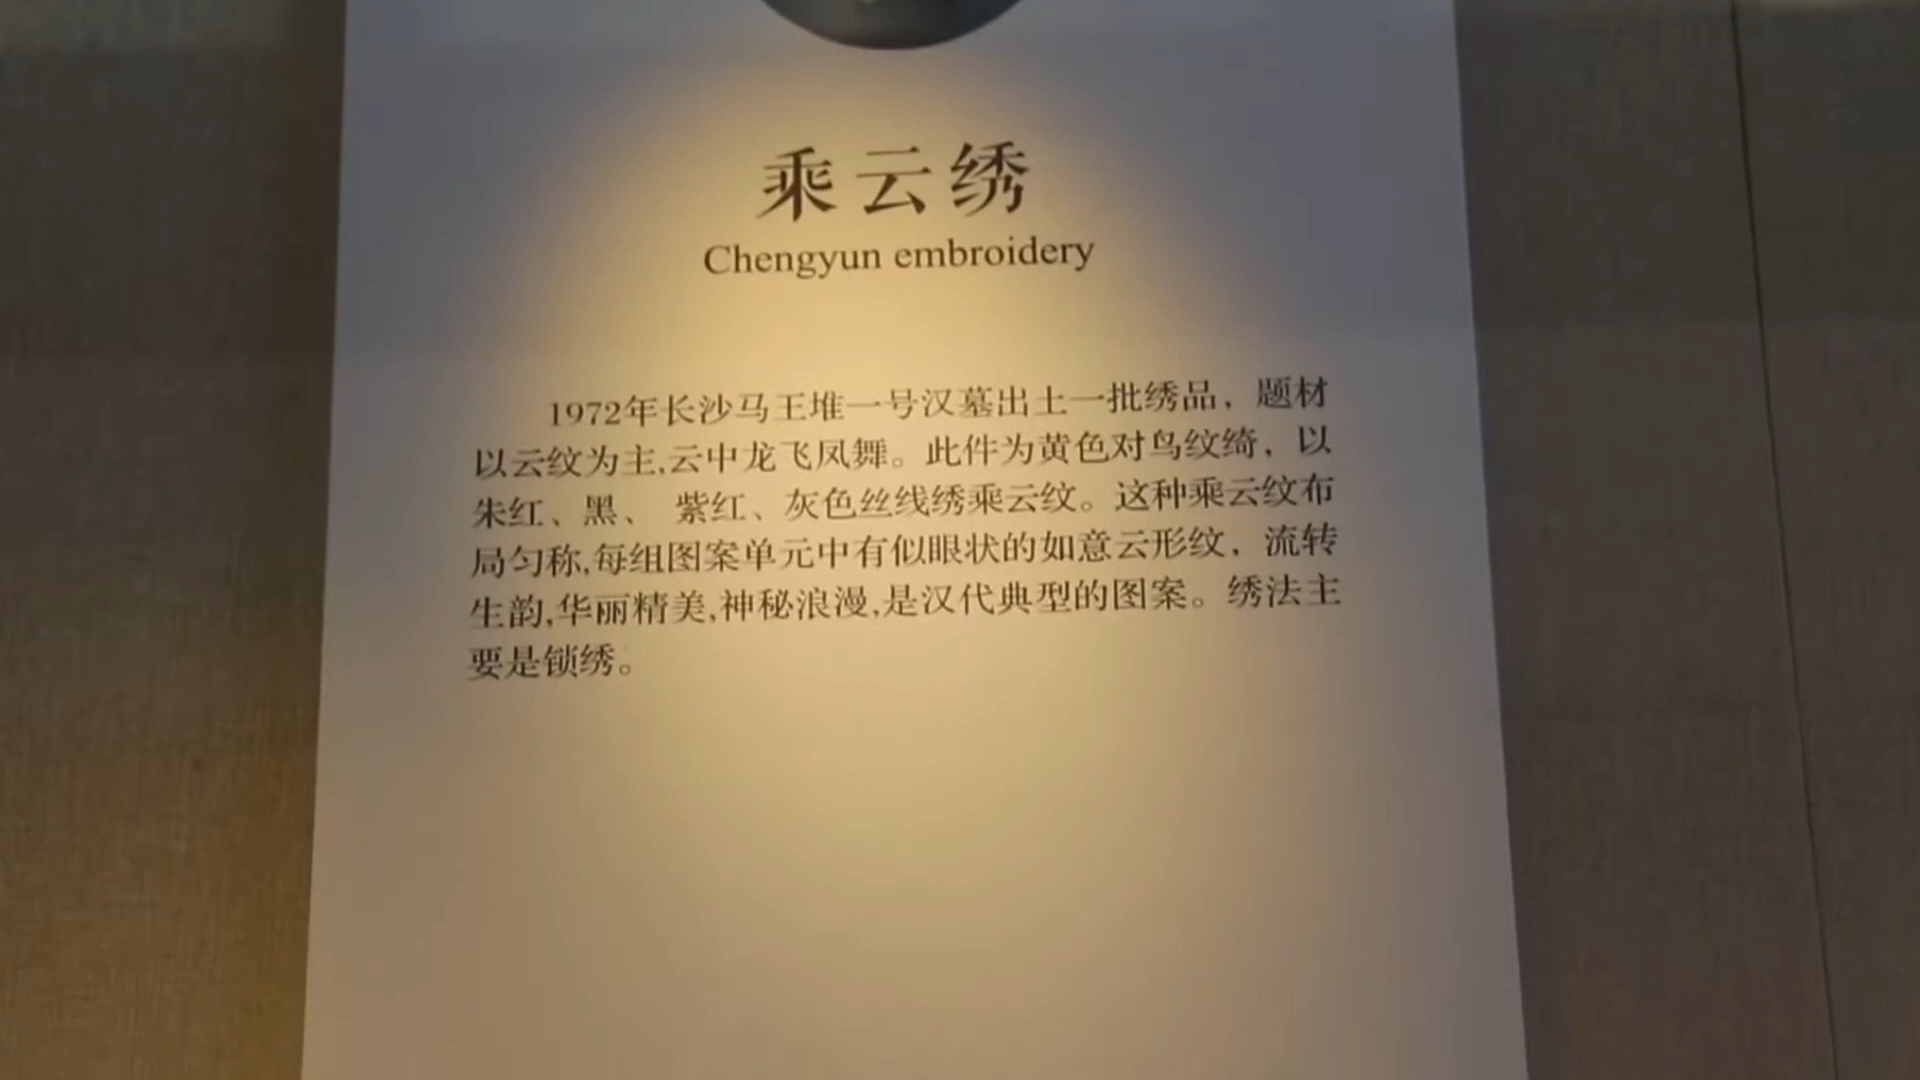 乘云绣
Chengyun embroidery
1972年长沙马王堆一号汉墓出土一批绣品，题材
以云纹为主,云中龙飞凤舞。此件为黄色对鸟纹绮，以
朱红、黑、 紫红、灰色丝线绣乘云纹。这种乘云纹布
局匀称,每组图案单元中有似眼状的如意云形纹，流转
生韵,华丽精美,神秘浪漫,是汉代典型的图案。绣法主
要是锁绣。